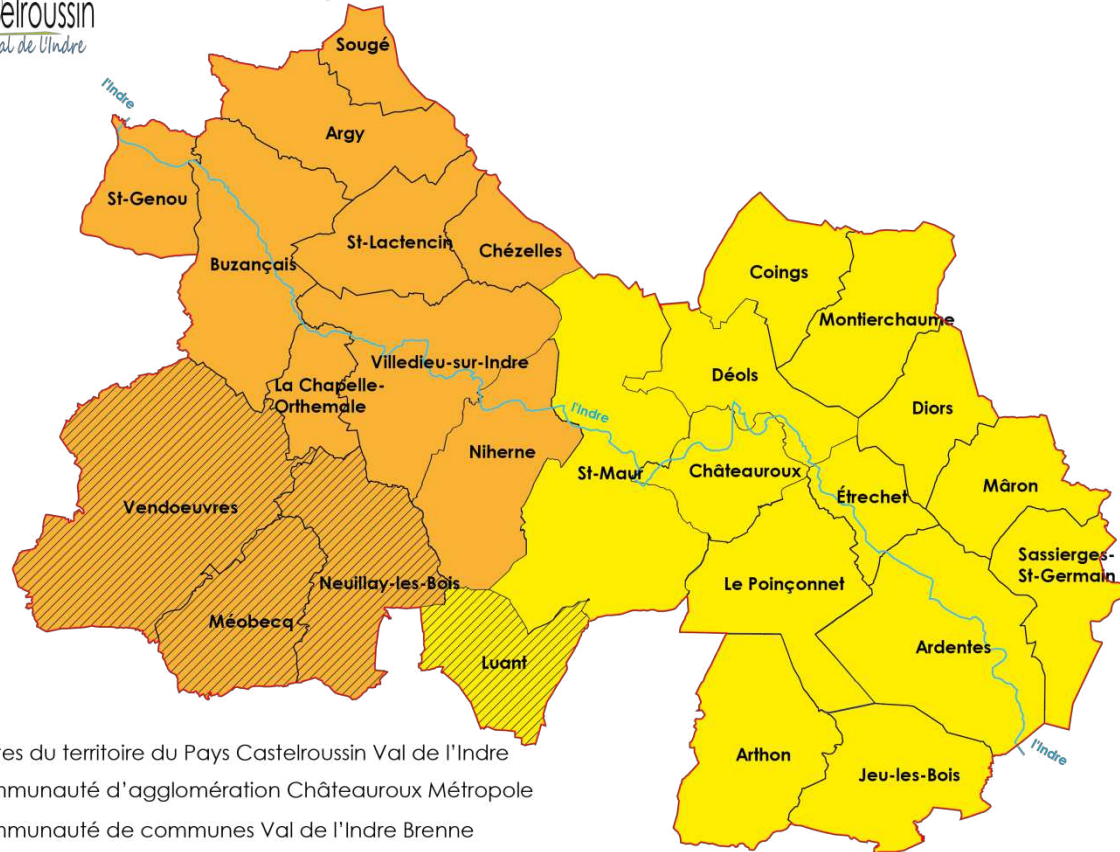 elroussin
al de l'Indre
Sougé
l'Indre
Argy
St-Genou
St-Lactencin
Chézelles
Buzançais
Coings
Montierchaume
Villedieu-sur-Indre
Déols
La Chapelle-
Orthemale
l'Indre
Diors
Niherne
St-Maur
Châteauroux
Étrechet
Mâron
Vendoeuvres
Sassierges-
St-Germain
Neuillay-les-Bois
Le Poinçonnet
Méobecq
Ardentes
Luant
tes du territoire du Pays Castelroussin Val de l'Indre
Arthon
l'Indre
Jeu-les-Bois
mmunauté d'agglomération Châteauroux Métropole
mmunauté de communes Val de l'Indre Brenne